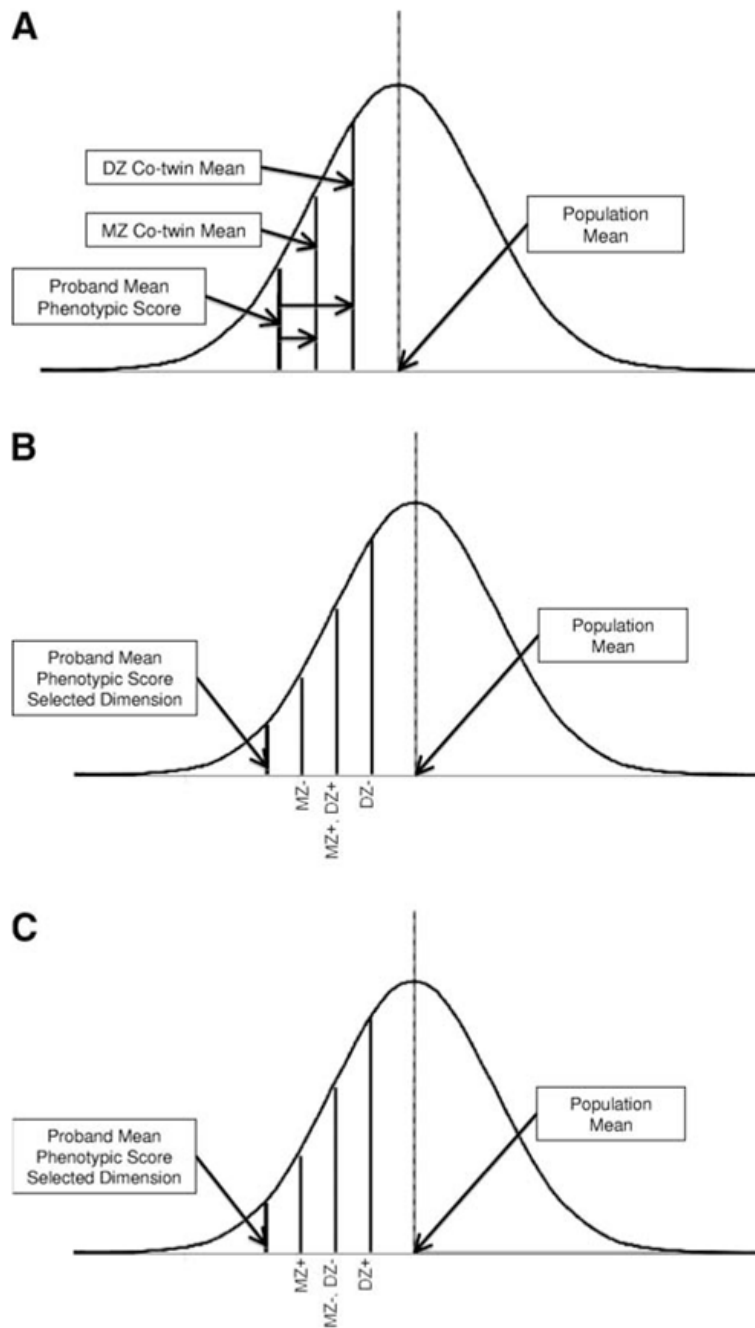 A
DZ Co-twin Mean
MZ Co-twin Mean
Proband Mean
Phenotypic Score
Population
Mean
B
Proband Mean
Phenotypic Score
Selected Dimension
Population
Mean
MZ-
MZ+, DZ+
DZ-
C
Proband Mean
Phenotypic Score
Selected Dimension
Population
Mean
MZ+
MZ-, DZ-
DZ+